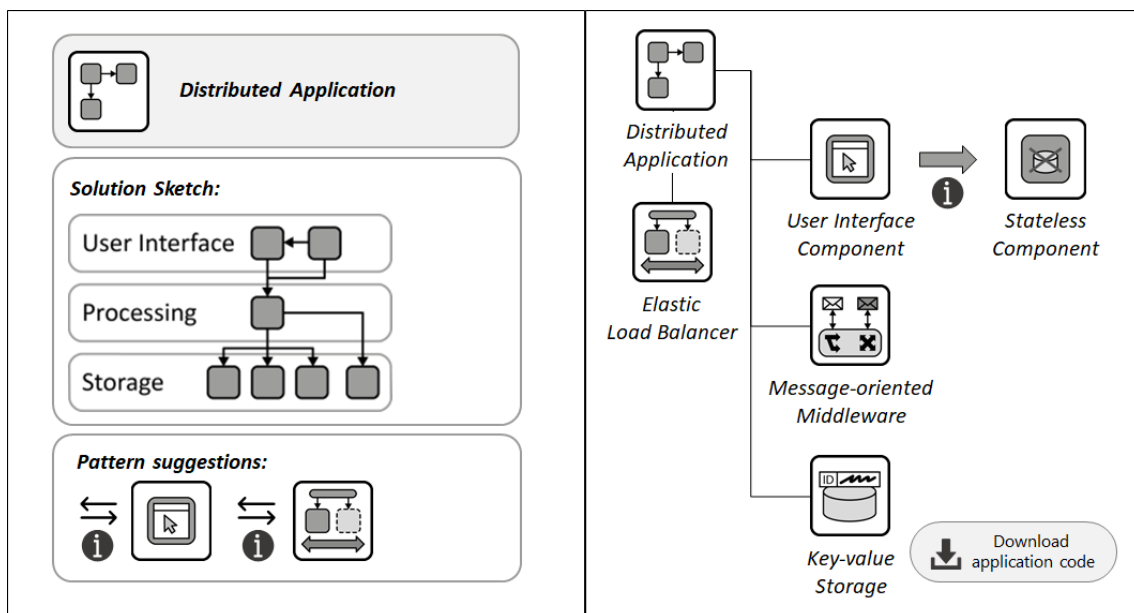 Distributed Application
Solution Sketch:
User Interface
Processing
Storage
Pattern suggestions:
i
i
Distributed
Application
Elastic
Load Balancer
User Interface
Component
i
Stateless
Component
Message-oriented
Middleware
ID
Key-value
Storage
Download
application code